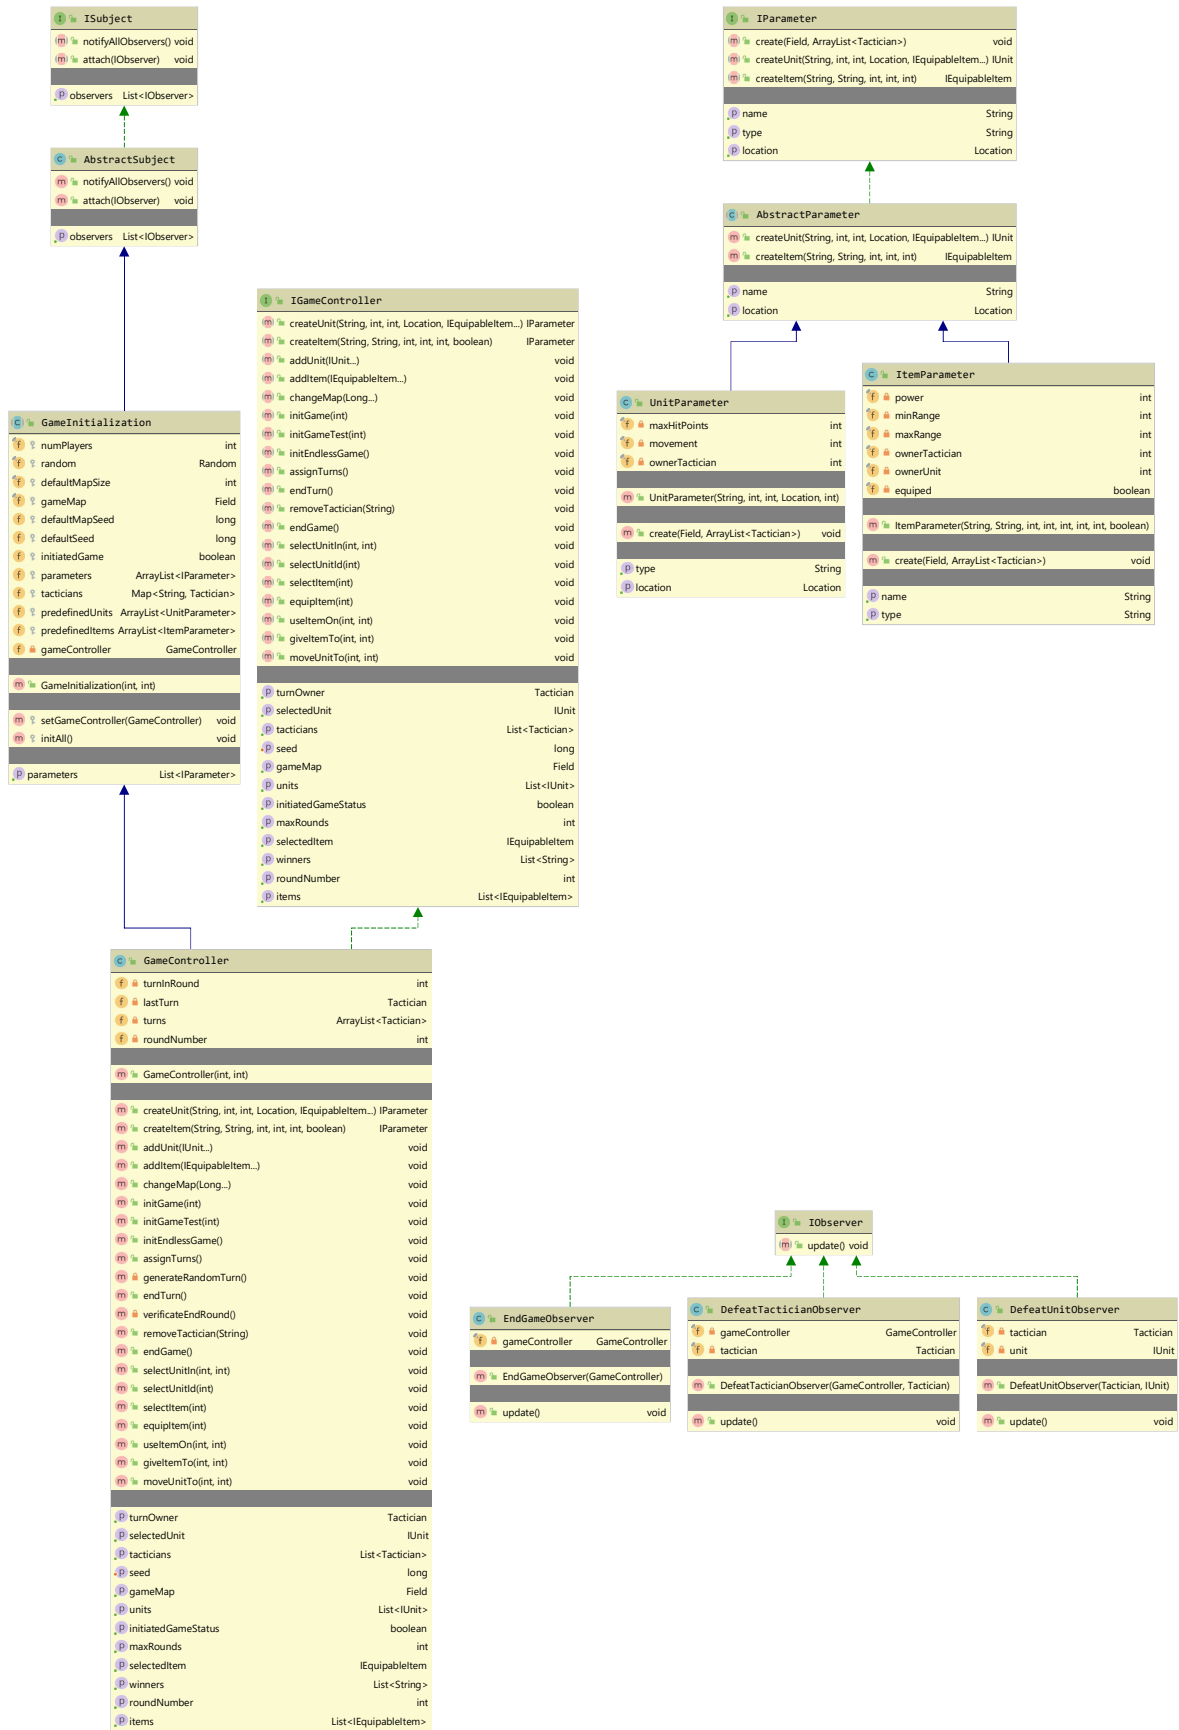 ISubject
notifyAllObservers() void
attach(IObserver) void
observers List<IObserver>
AbstractSubject
notifyAllObservers() void
attach(IObserver) void
observers List<IObserver>
GameInitialization
numPlayers int
random Random
defaultMapSize int
gameMap Field
defaultMapSeed long
defaultSeed long
initiatedGame boolean
parameters ArrayList<IParameter>
tacticians Map<String, Tactician>
predefinedUnits ArrayList<UnitParameter>
predefinedItems ArrayList<ItemParameter>
gameController GameController
GameInitialization(int, int)
setGameController(GameController) void
initAll() void
parameters List<IParameter>
IGameController
createUnit(String, int, int, Location, IEquipableItem...) IParameter
createItem(String, String, int, int, int, boolean) IParameter
addUnit(IUnit...) void
addItem(IEquipableItem...) void
changeMap(Long...) void
initGame(int) void
initGameTest(int) void
initEndlessGame() void
assignTurns() void
endTurn() void
removeTactician(String) void
endGame() void
selectUnitIn(int, int) void
selectUnitId(int) void
selectItem(int) void
equipItem(int) void
useItemOn(int, int) void
giveItemTo(int, int) void
moveUnitTo(int, int) void
turnOwner Tactician
selectedUnit IUnit
tacticians List<Tactician>
seed long
gameMap Field
units List<IUnit>
initiatedGameStatus boolean
maxRounds int
selectedItem IEquipableItem
winners List<String>
roundNumber int
items List<IEquipableItem>
GameController
turnInRound int
lastTurn Tactician
turns ArrayList<Tactician>
roundNumber int
GameController(int, int)
createUnit(String, int, int, Location, IEquipableItem...) IParameter
createItem(String, String, int, int, int, boolean) IParameter
addUnit(IUnit...) void
addItem(IEquipableItem...) void
changeMap(Long...) void
initGame(int) void
initGameTest(int) void
initEndlessGame() void
assignTurns() void
generateRandomTurn() void
endTurn() void
verificateEndRound() void
removeTactician(String) void
endGame() void
selectUnitIn(int, int) void
selectUnitId(int) void
selectItem(int) void
equipItem(int) void
useItemOn(int, int) void
giveItemTo(int, int) void
moveUnitTo(int, int) void
turnOwner Tactician
selectedUnit IUnit
tacticians List<Tactician>
seed long
gameMap Field
units List<IUnit>
initiatedGameStatus boolean
maxRounds int
selectedItem IEquipableItem
winners List<String>
roundNumber int
items List<IEquipableItem>
IParameter
create(Field, ArrayList<Tactician>) void
createUnit(String, int, int, Location, IEquipableItem...) IUnit
createItem(String, String, int, int, int) IEquipableItem
name String
type String
location Location
AbstractParameter
createUnit(String, int, int, Location, IEquipableItem...) IUnit
createItem(String, String, int, int, int) IEquipableItem
name String
location Location
UnitParameter
maxHitPoints int
movement int
ownerTactician int
UnitParameter(String, int, int, Location, int)
create(Field, ArrayList<Tactician>) void
type String
location Location
ItemParameter
power int
minRange int
maxRange int
ownerTactician int
ownerUnit int
equiped boolean
ItemParameter(String, String, int, int, int, int, int, boolean)
create(Field, ArrayList<Tactician>) void
name String
type String
IObserver
update() void
EndGameObserver
gameController GameController
EndGameObserver(GameController)
update() void
DefeatTacticianObserver
gameController GameController
tactician Tactician
DefeatTacticianObserver(GameController, Tactician)
update() void
DefeatUnitObserver
tactician Tactician
unit IUnit
DefeatUnitObserver(Tactician, IUnit)
update() void